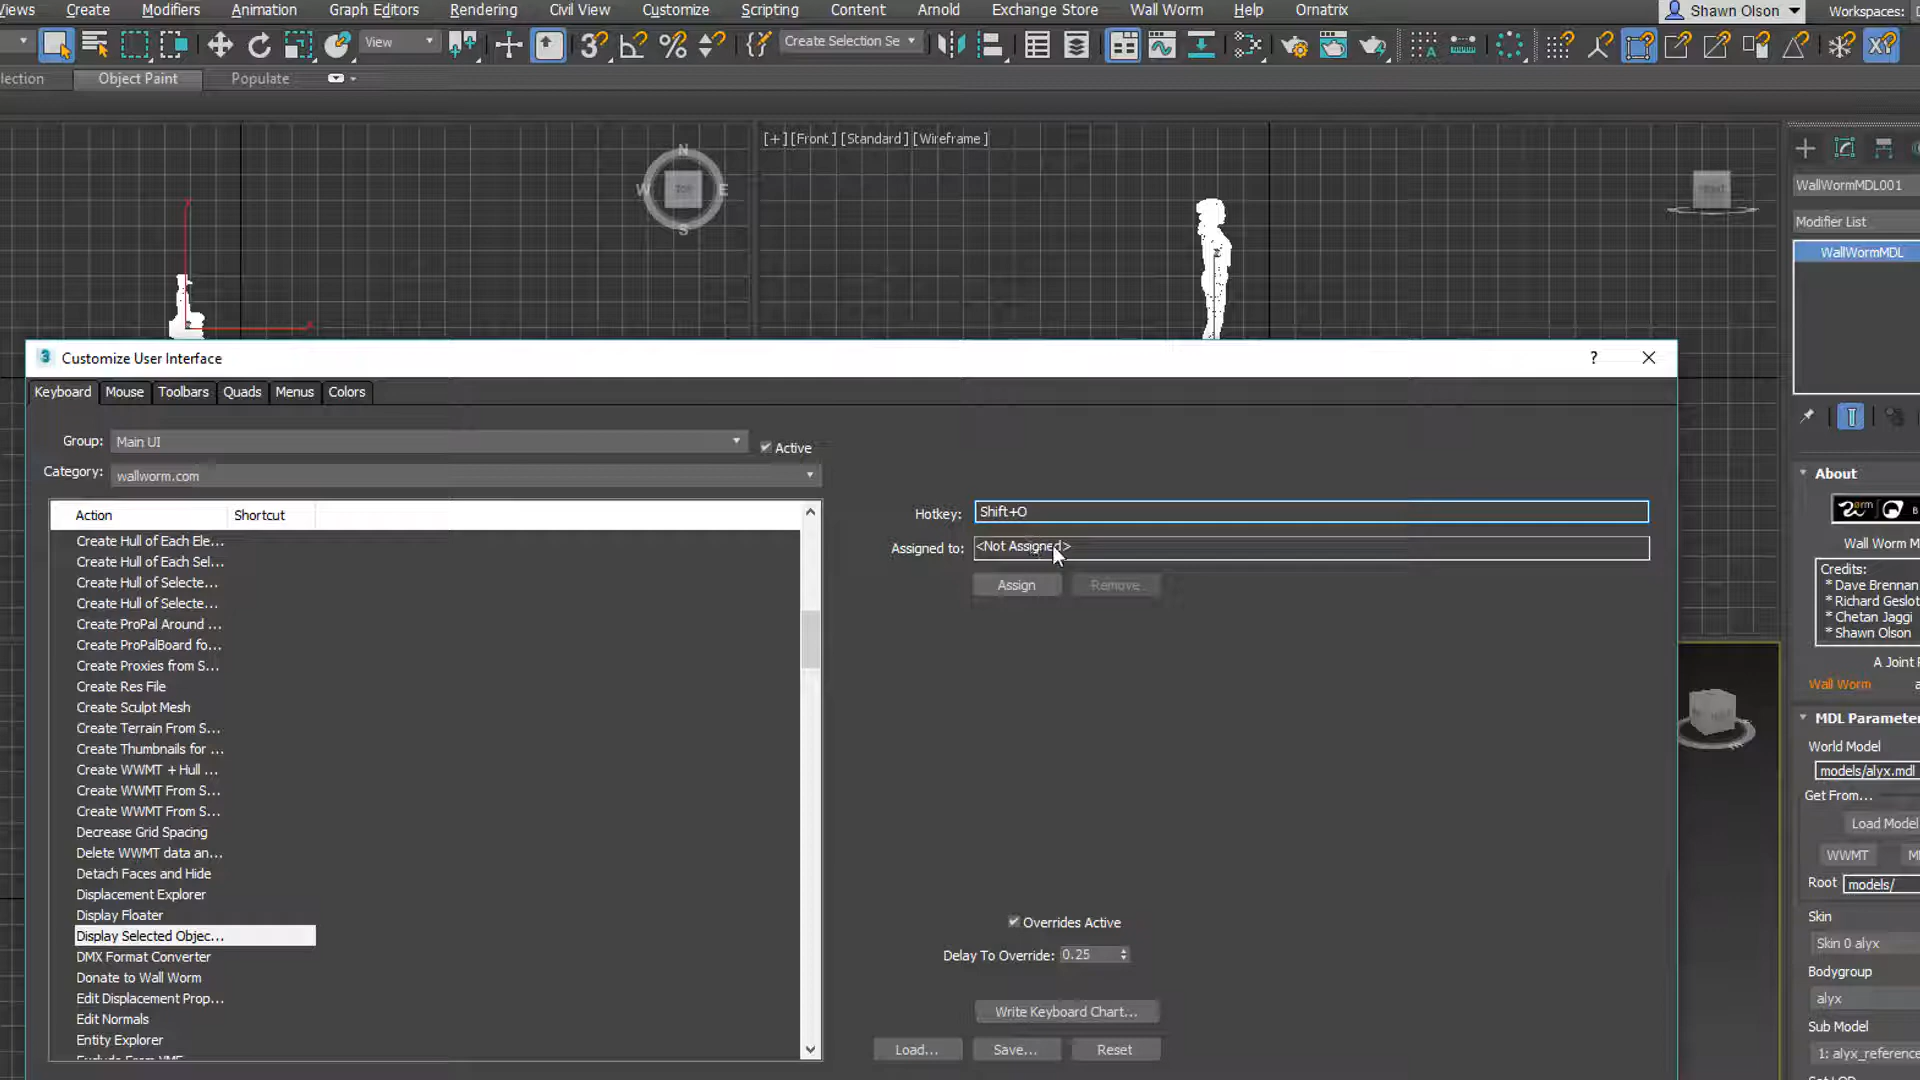 Views Create Modifiers Animation Graph Editors Rendering Civil View Customize Scripting Content Arnold Exchange Store Wall Worm Help Ornatrix Shawn Olson Workspaces:
View Create Selection Se
lection Object Paint Populate
[+] [Front ] [Standard ] [Wireframe ]
N
W E
S
WallWormMDL001
Modifier List
WallWormMDL
Customize User Interface ?
Keyboard Mouse Toolbars Quads Menus Colors
Group: Main UI Active
Category: wallworm.com
Action Shortcut
Create Hull of Each Ele...
Create Hull of Each Sel...
Create Hull of Selecte...
Create Hull of Selecte...
Create ProPal Around ...
Create ProPalBoard fo...
Create Proxies from S...
Create Res File
Create Sculpt Mesh
Create Terrain From S...
Create Thumbnails for ...
Create WWMT + Hull ...
Create WWMT From S...
Create WWMT From S...
Decrease Grid Spacing
Delete WWMT data an...
Detach Faces and Hide
Displacement Explorer
Display Floater
Display Selected Objec...
DMX Format Converter
Donate to Wall Worm
Edit Displacement Prop...
Edit Normals
Entity Explorer
Exclude From VMF
Hotkey: Shift+O
Assigned to: <Not Assigned>
Assign Remove
Overrides Active
Delay To Override: 0.25
Write Keyboard Chart...
Load... Save... Reset
About
Wall Worm M
Credits:
* Dave Brennan
* Richard Geslot
* Chetan Jaggi
* Shawn Olson
A Joint P
Wall Worm a
MDL Parameter
World Model
models/alyx.mdl
Get From...
Load Model
WWMT M
Root models/
Skin
Skin 0 alyx
Bodygroup
alyx
Sub Model
1: alyx_reference